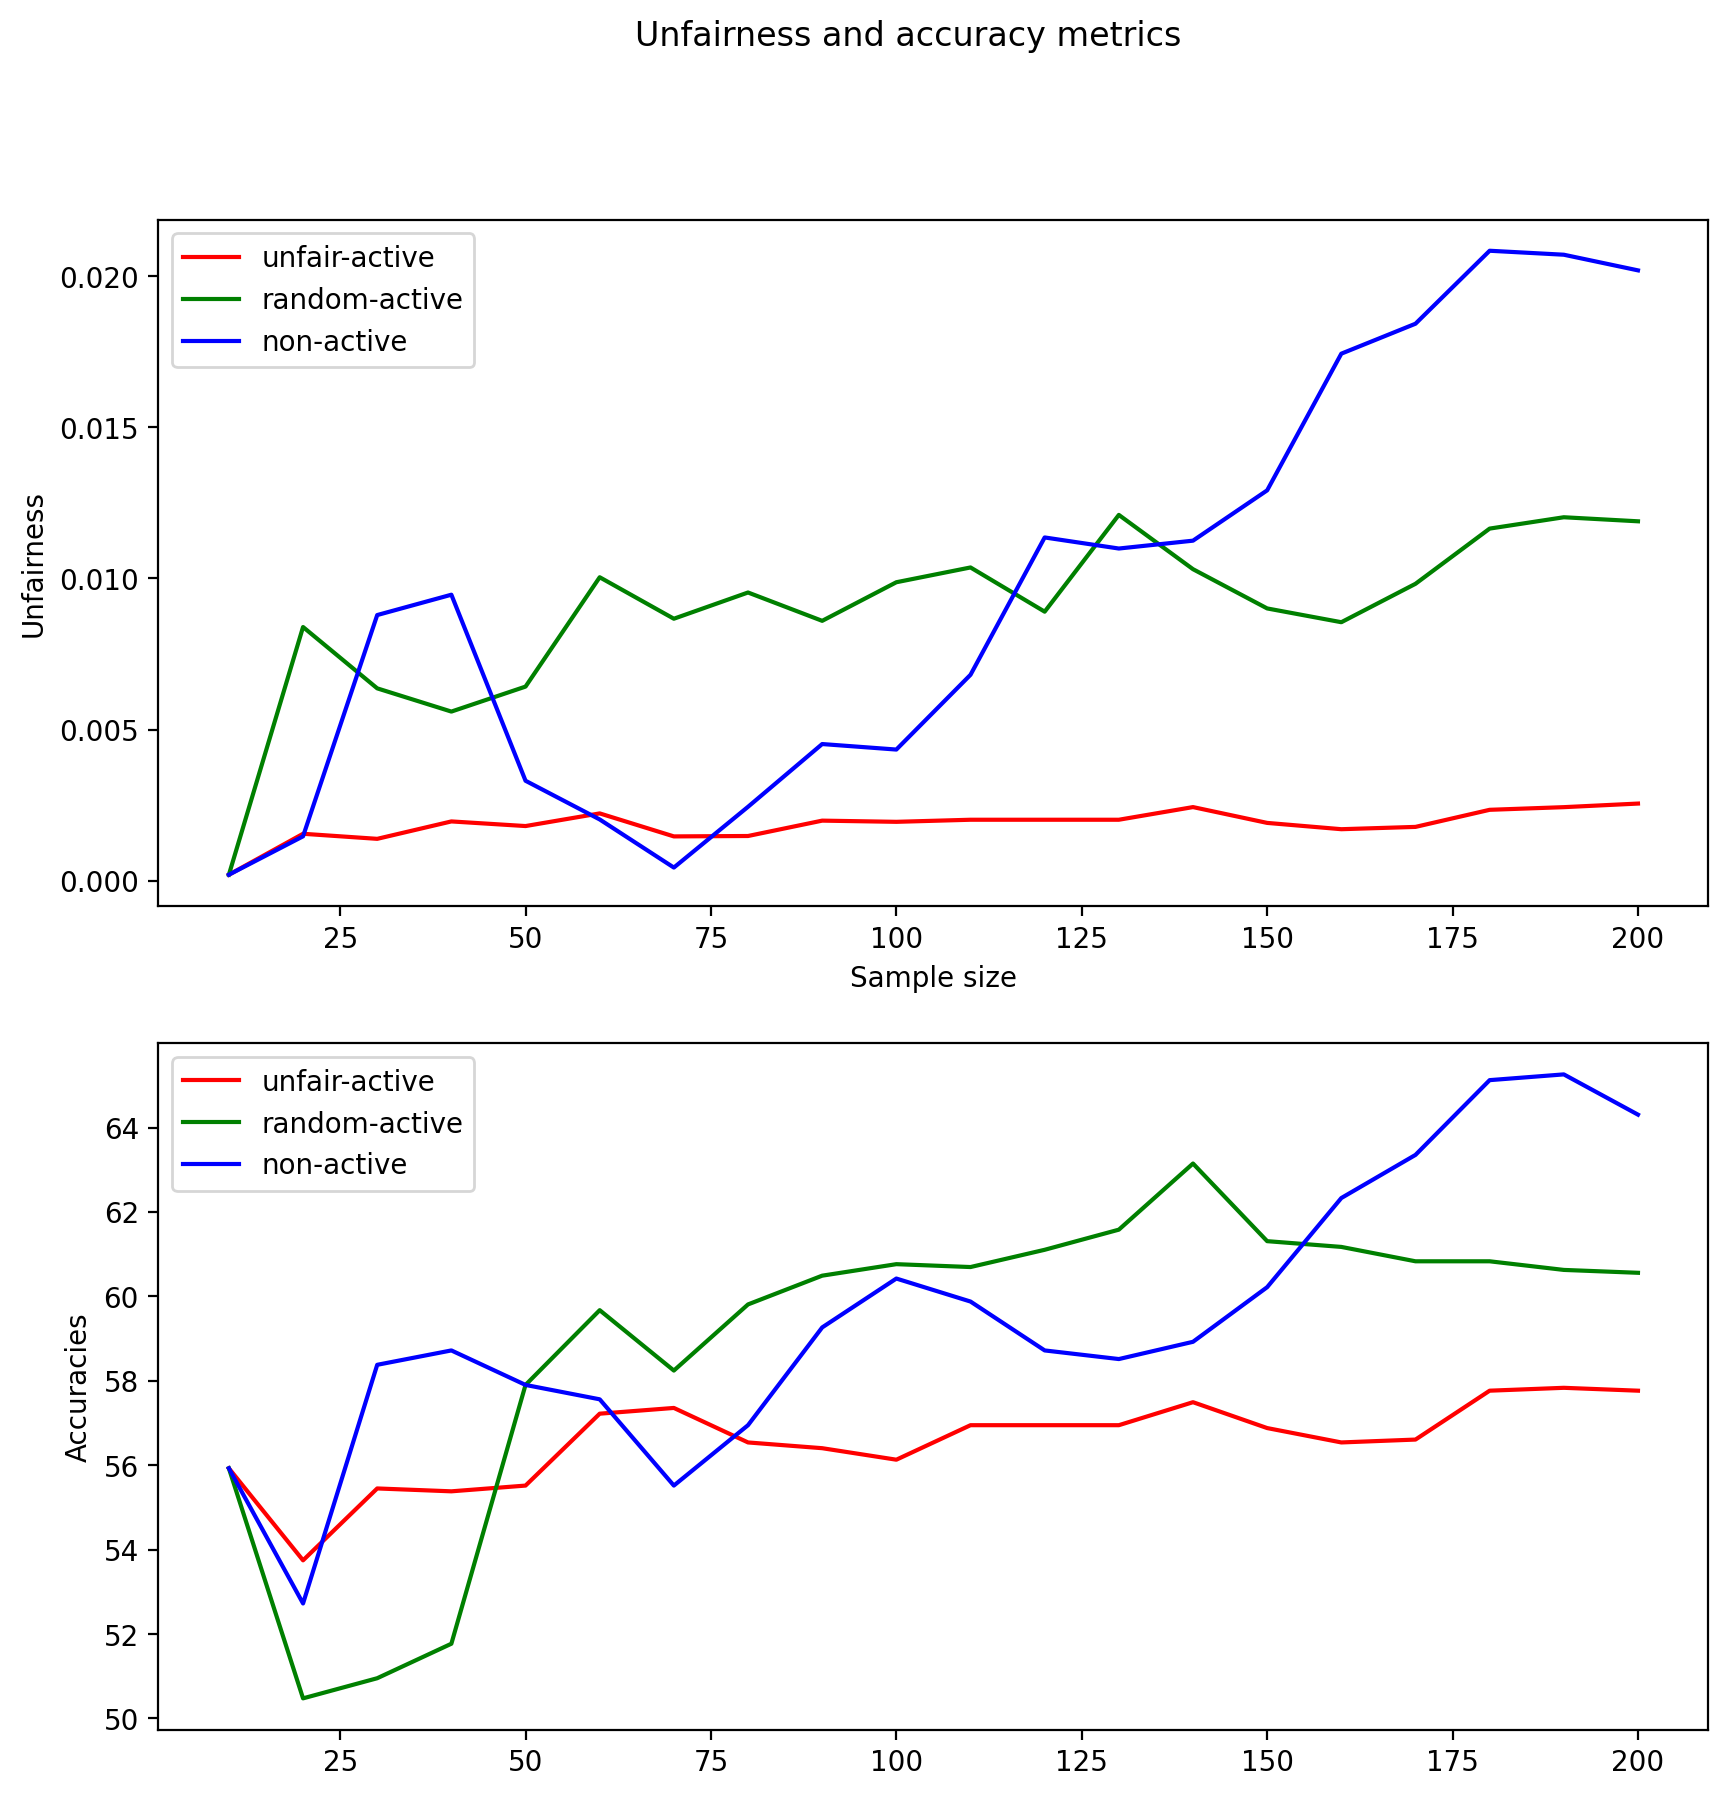 Unfairness and accuracy metrics
unfair-active
random-active
non-active
0.020
0.015
0.010
0.005
0.000
Unfairness
25 50 75 100 125 150 175 200
Sample size
unfair-active
random-active
non-active
64
62
60
58
56
54
52
50
Accuracies
25 50 75 100 125 150 175 200